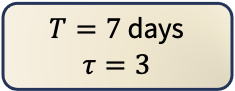 T = 7 days
τ = 3